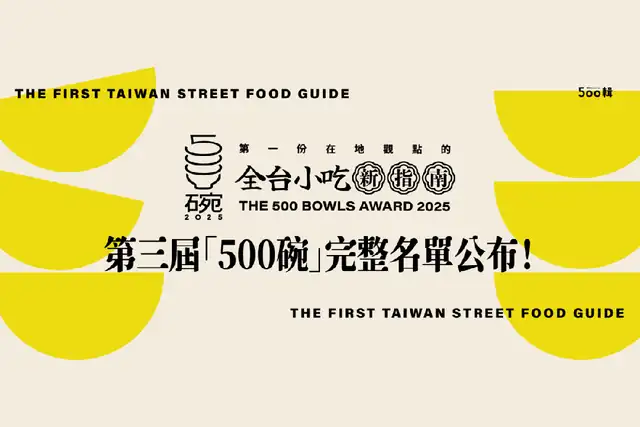 THE FIRST TAIWAN STREET FOOD GUIDE
500輯
第一份在地觀點的
碗
2025
全台小吃新指南
THE 500 BOWLS AWARD 2025
第三屆「500碗」完整名單公布!
THE FIRST TAIWAN STREET FOOD GUIDE